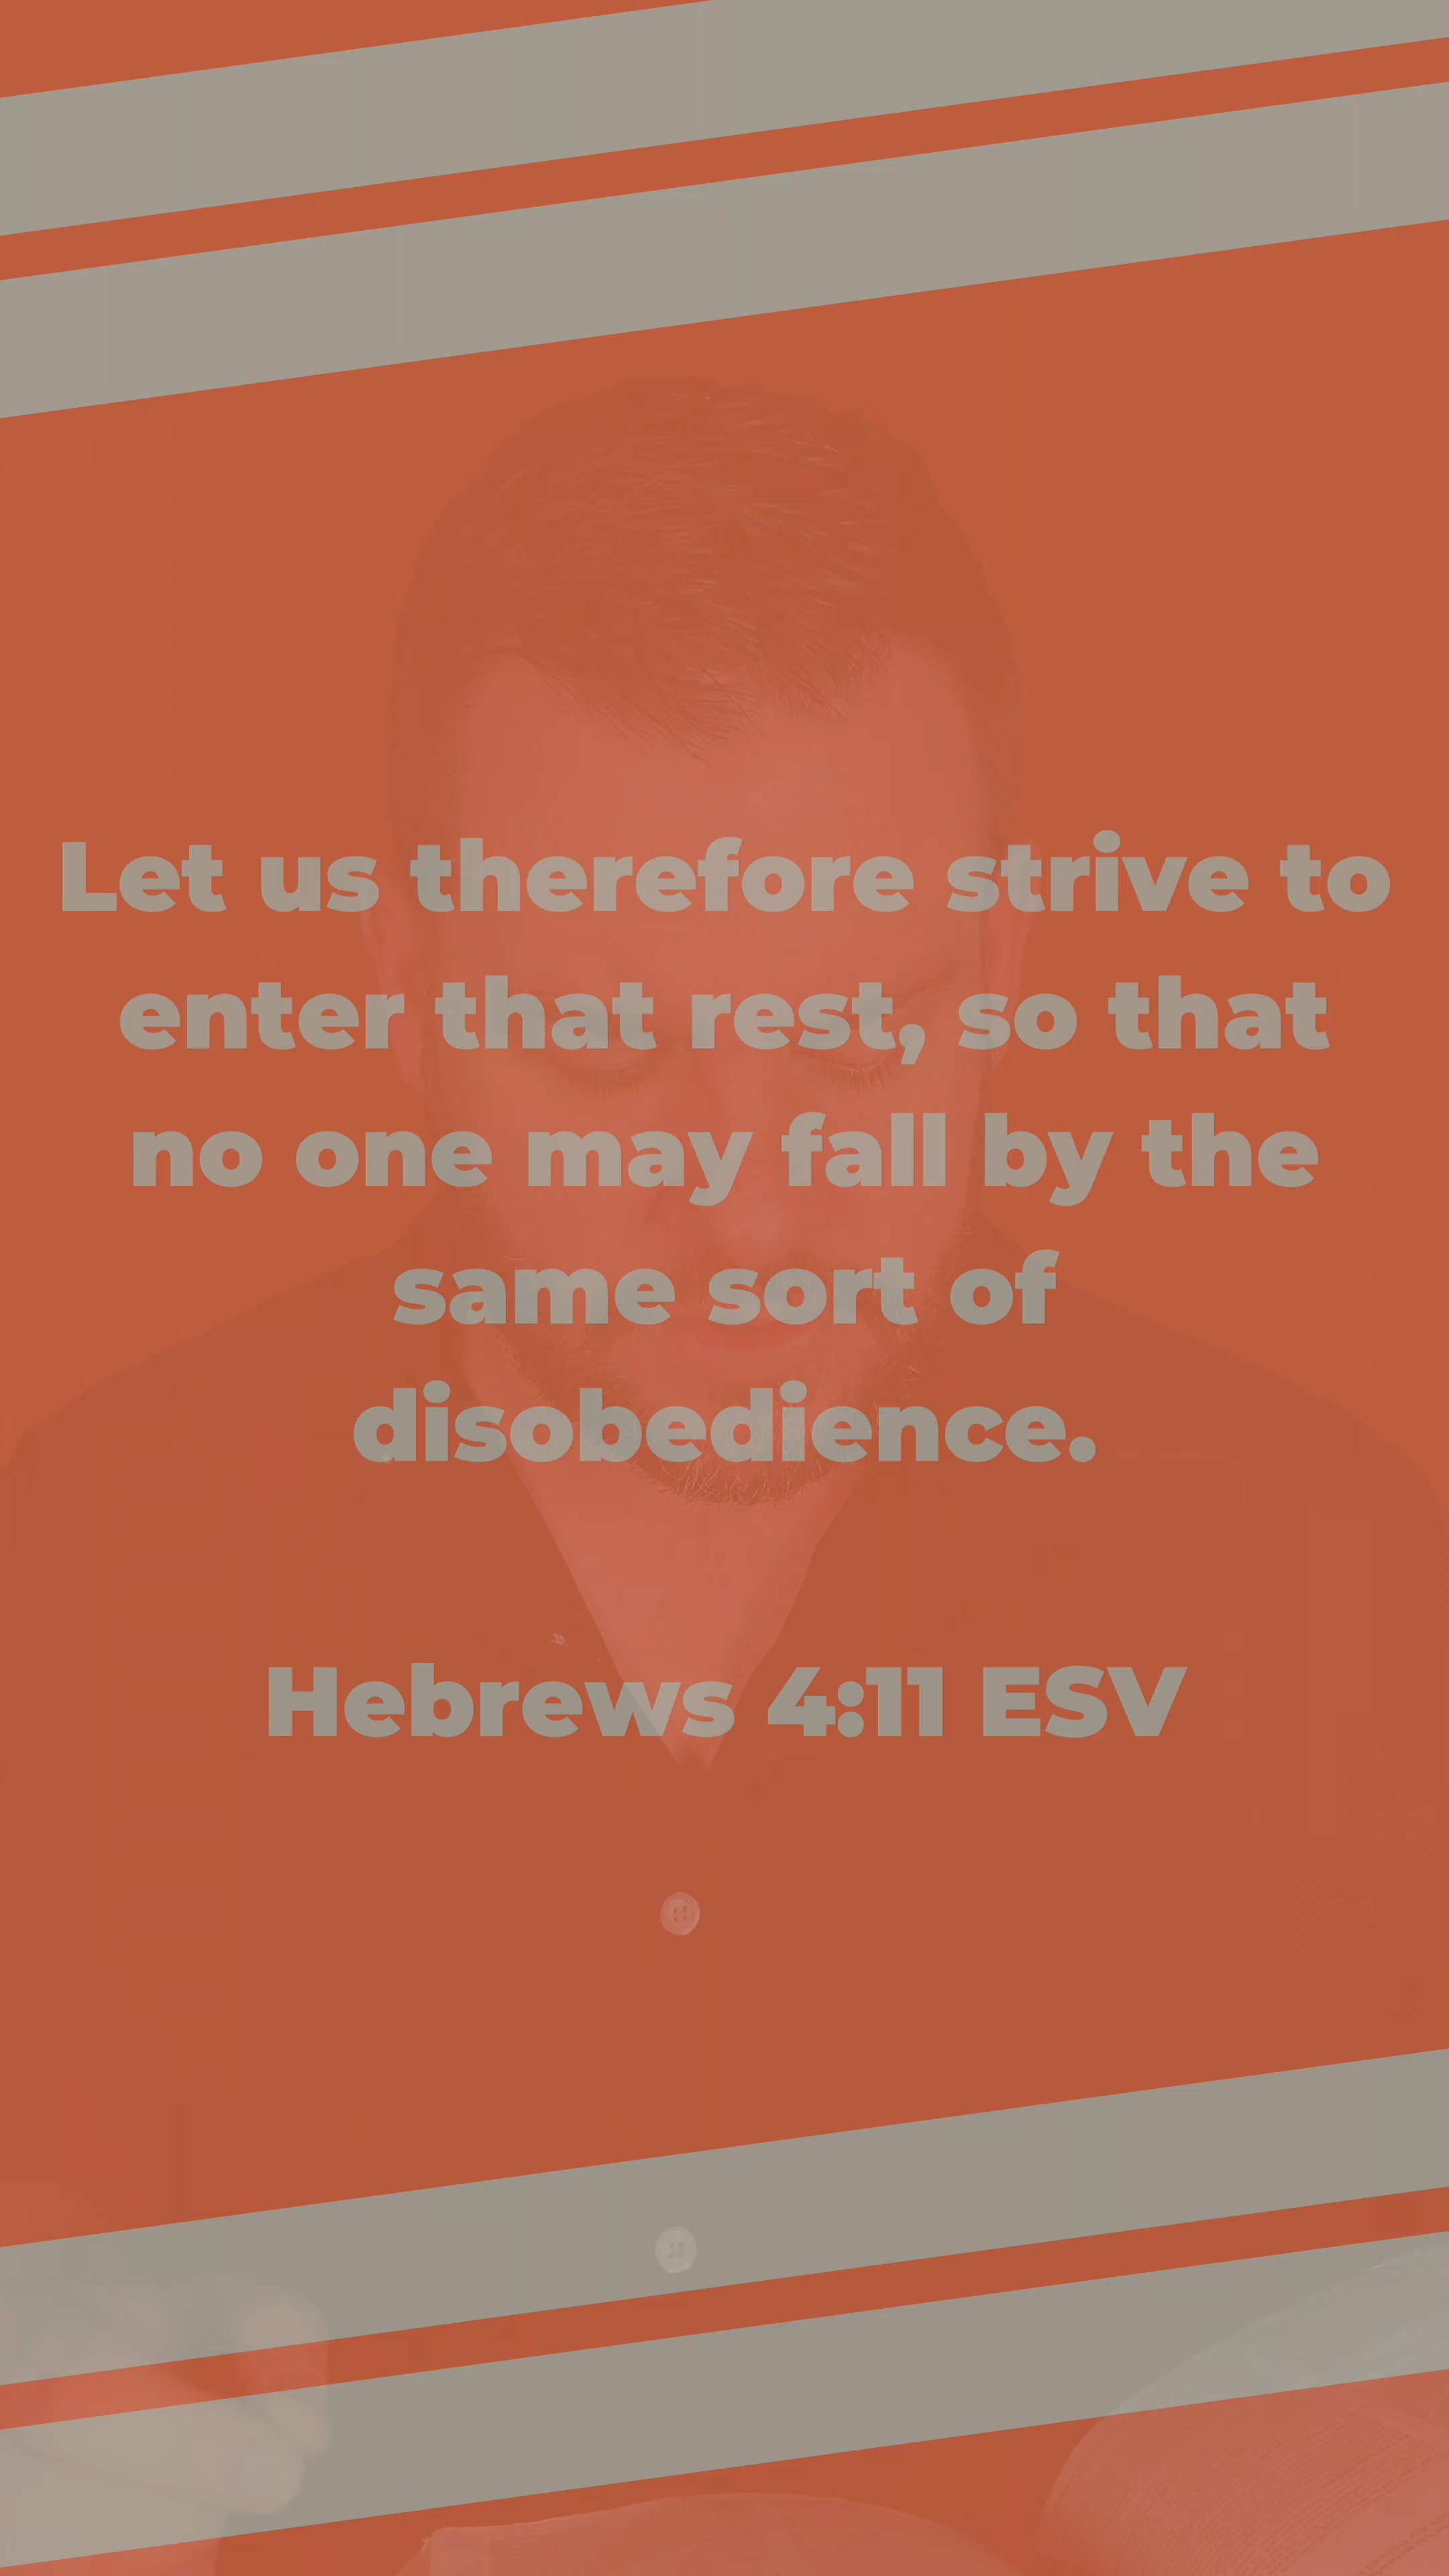 Let us therefore strive to
enter that rest, so that
no one may fall by the
same sort of
disobedience.
Hebrews 4:11 ESV